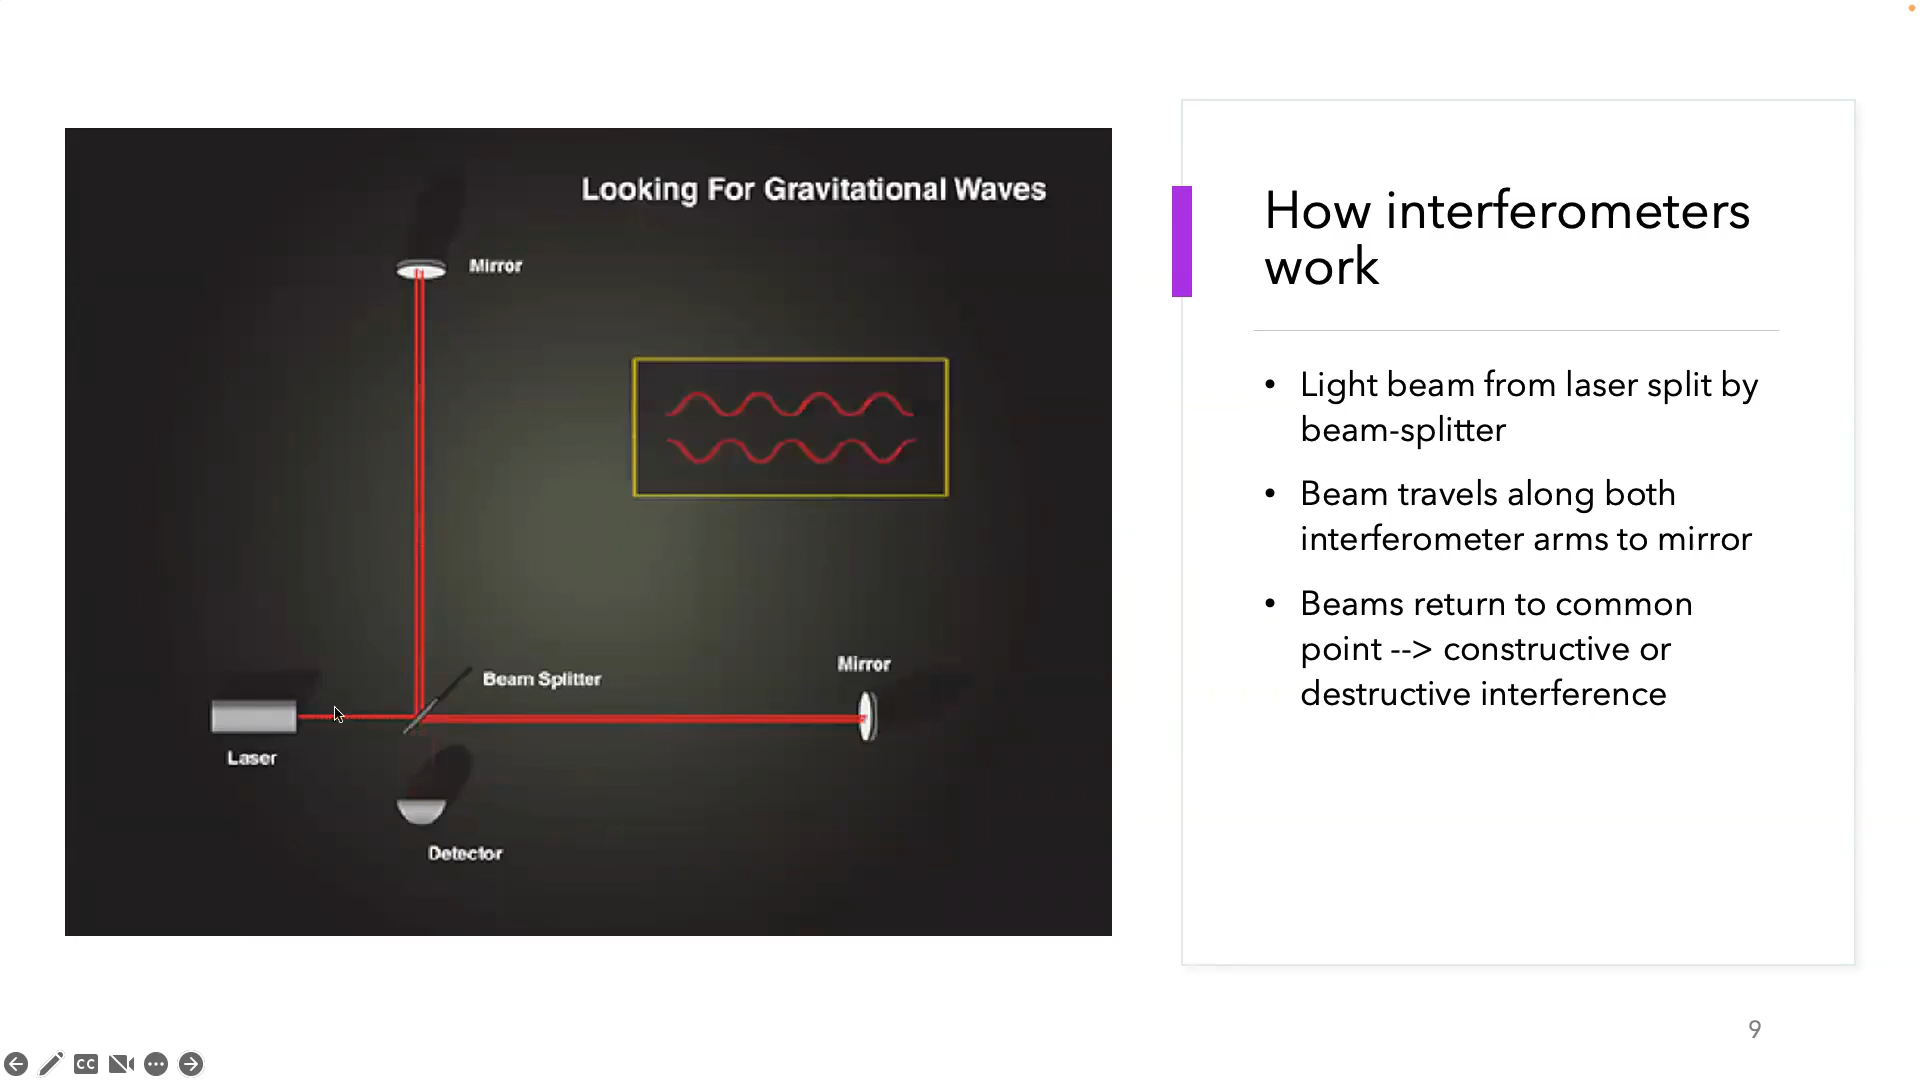 Looking For Gravitational Waves
Mirror
Beam Splitter
Mirror
Laser
Detector
How interferometers
work
• Light beam from laser split by
beam-splitter
• Beam travels along both
interferometer arms to mirror
• Beams return to common
point --> constructive or
destructive interference
9
CC